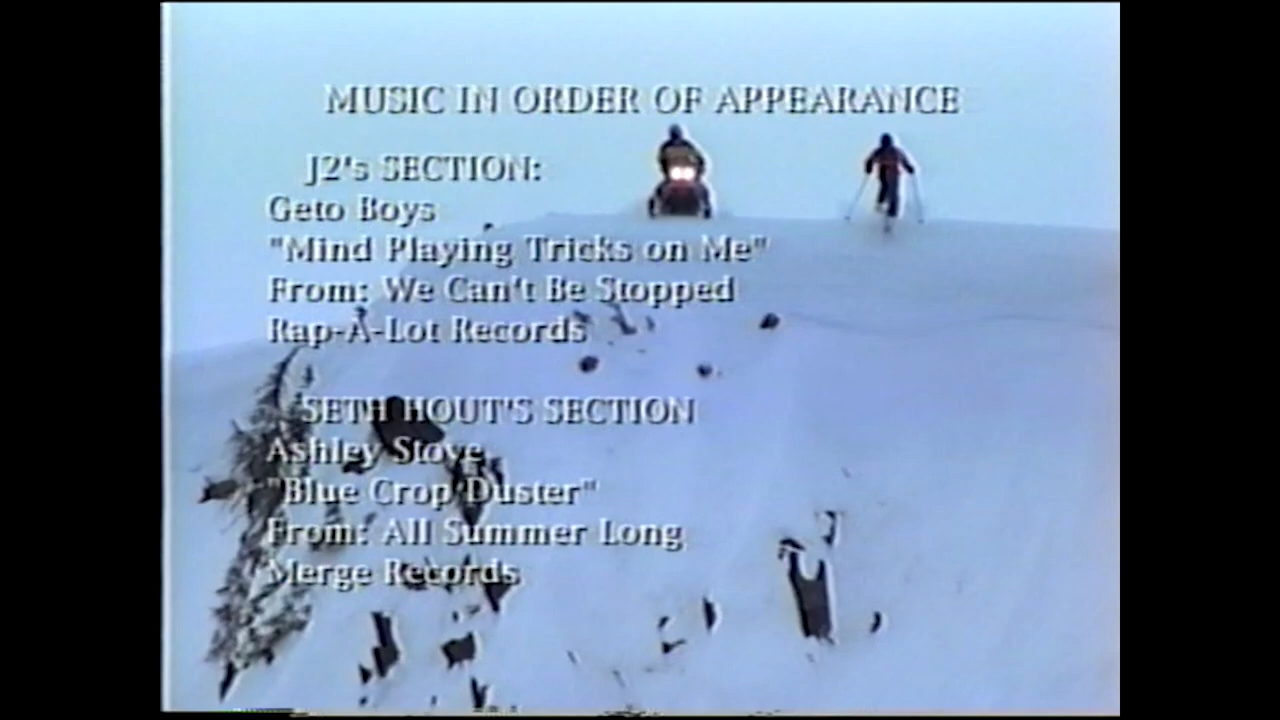 MUSIC IN ORDER OF APPEARANCE
J2's SECTION:
Geto Boys
"Mind Playing Tricks on Me"
From: We Can't Be Stopped
Rap-A-Lot Records
SETH HOUT'S SECTION
Ashley Stove
"Blue Crop Duster"
From: All Summer Long
Merge Records